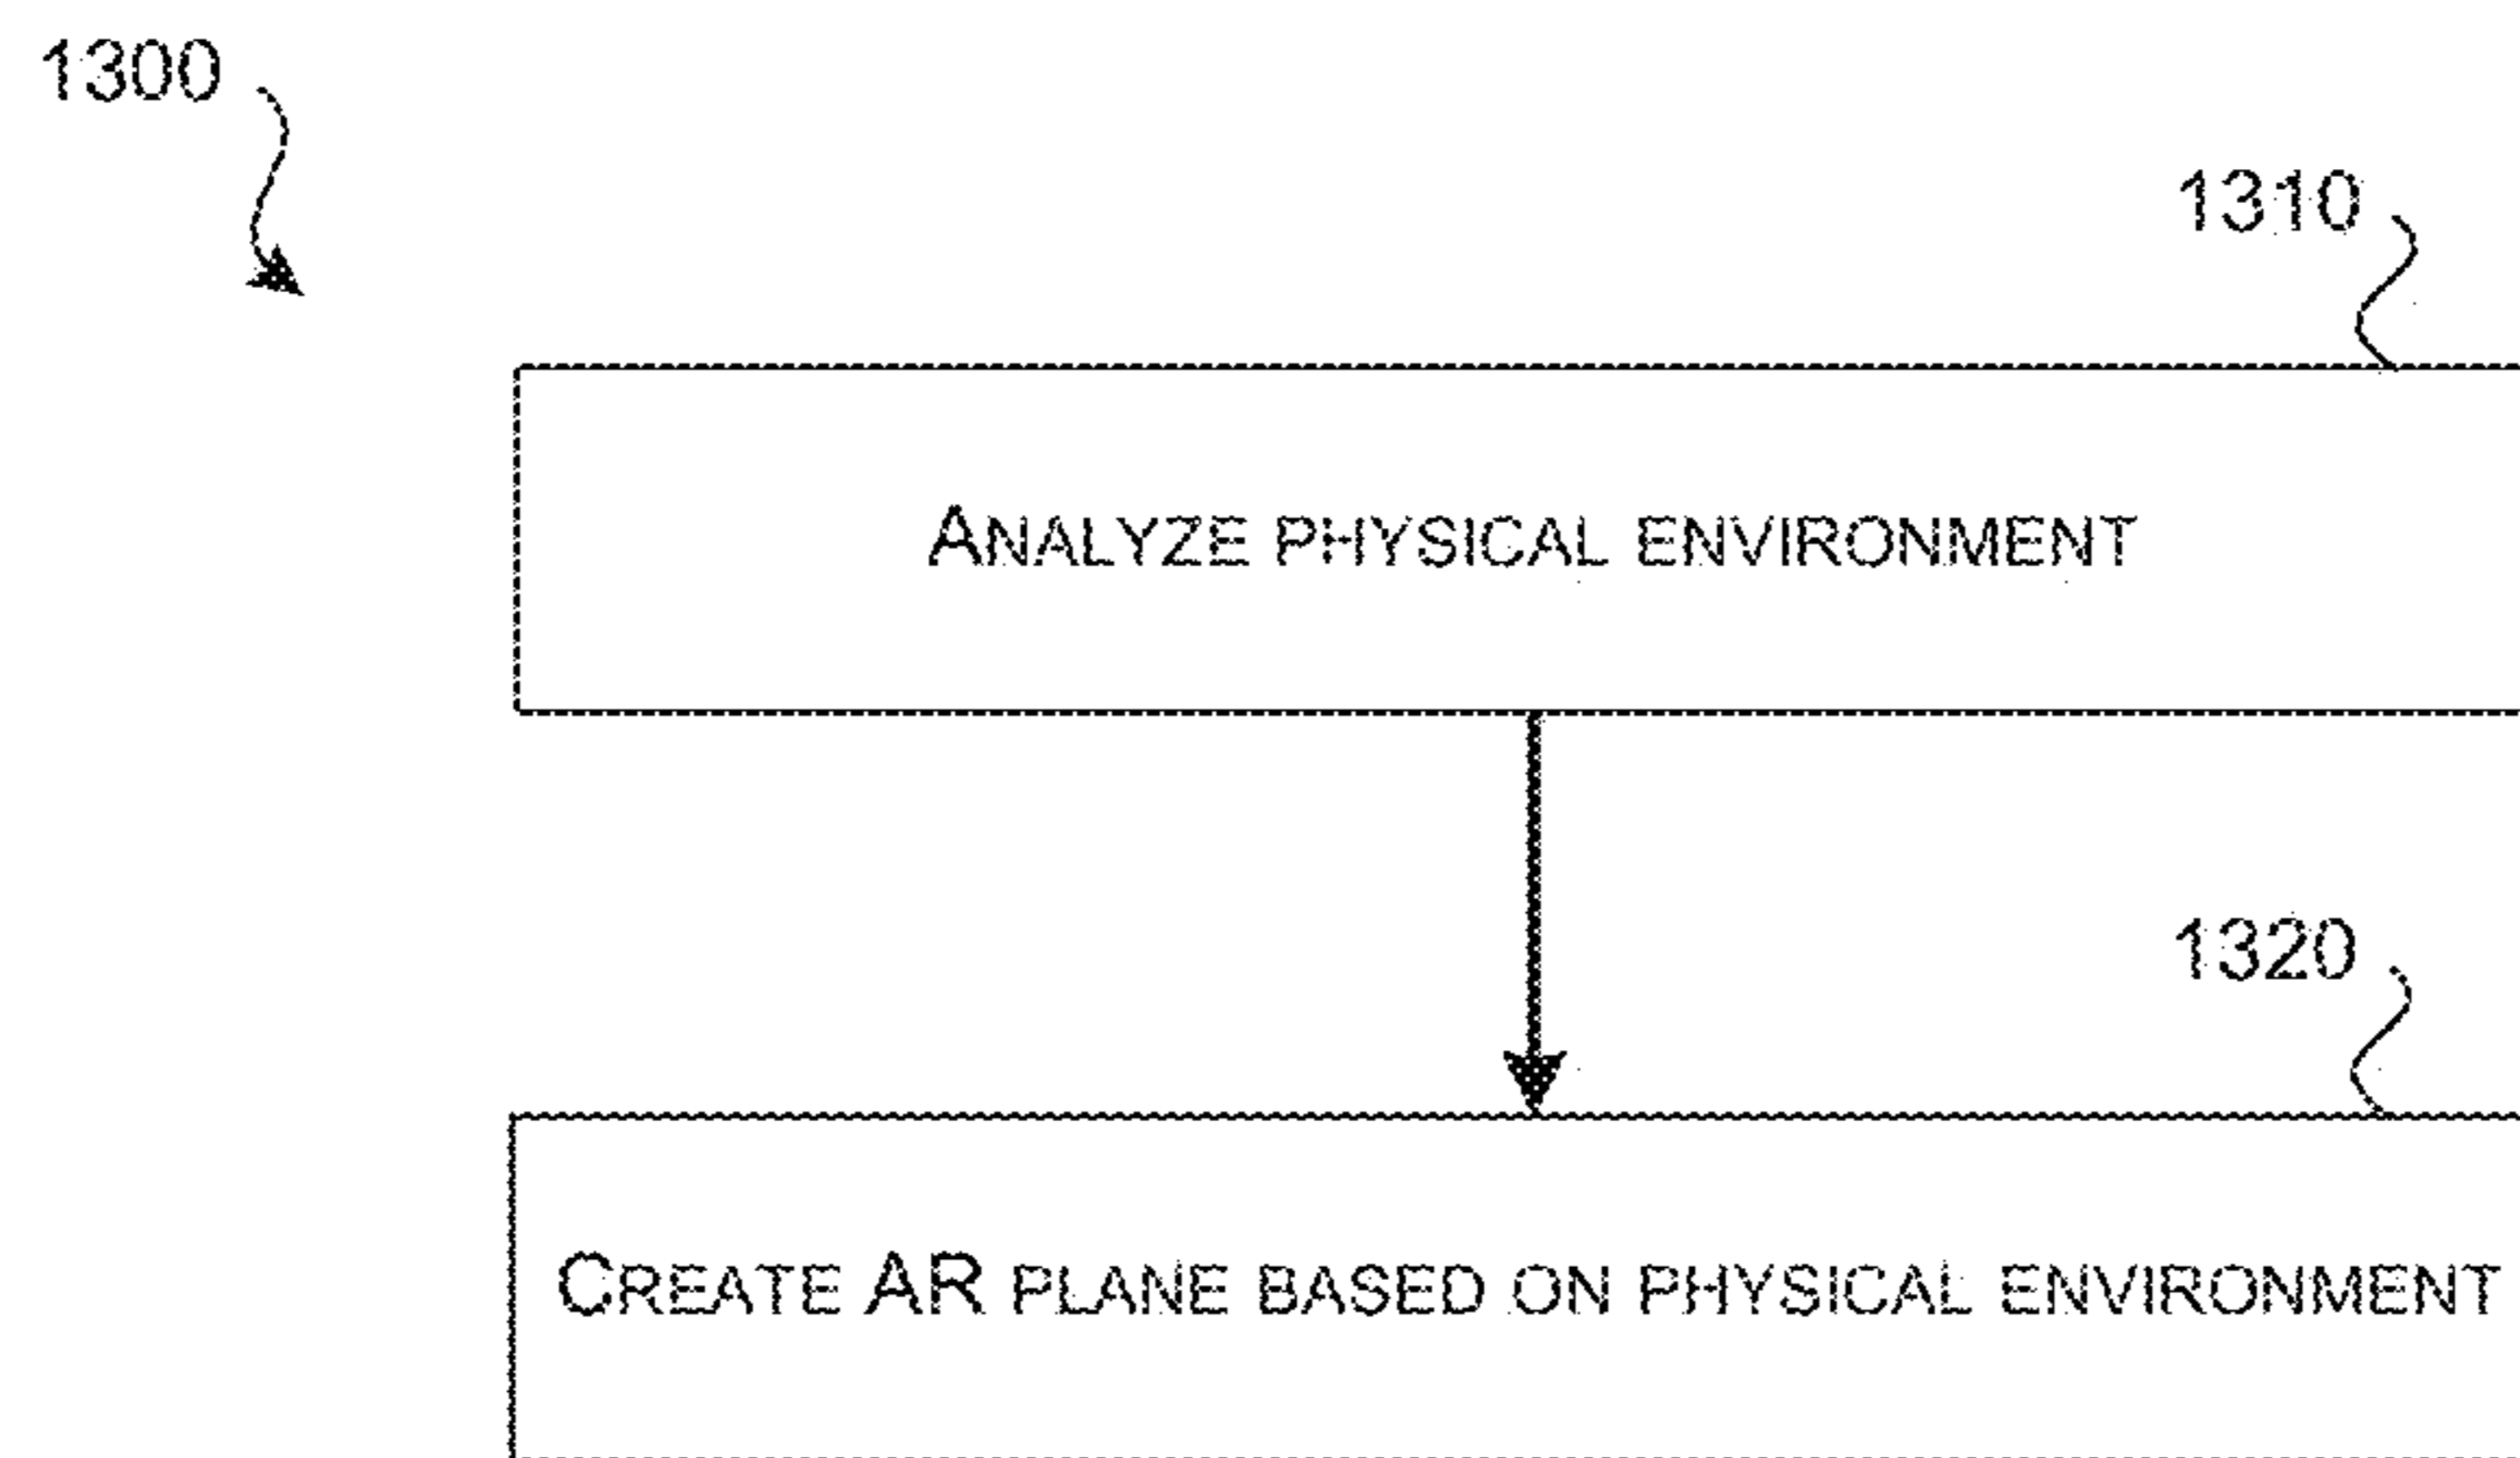 1300
1310
ANALYZE PHYSICAL ENVIRONMENT
1320
CREATE AR PLANE BASED ON PHYSICAL ENVIRONMENT